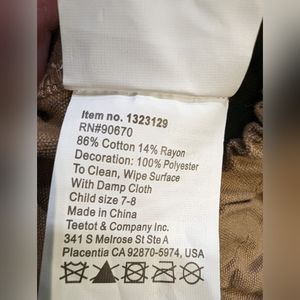 Item no. 1323129
RN#90670
86% Cotton 14% Rayon
Decoration: 100% Polyester
To Clean, Wipe Surface
With Damp Cloth
Child size 7-8
Made in China
Teetot & Company Inc.
341 S Melrose St Ste A
Placentia CA 92870-5974, USA